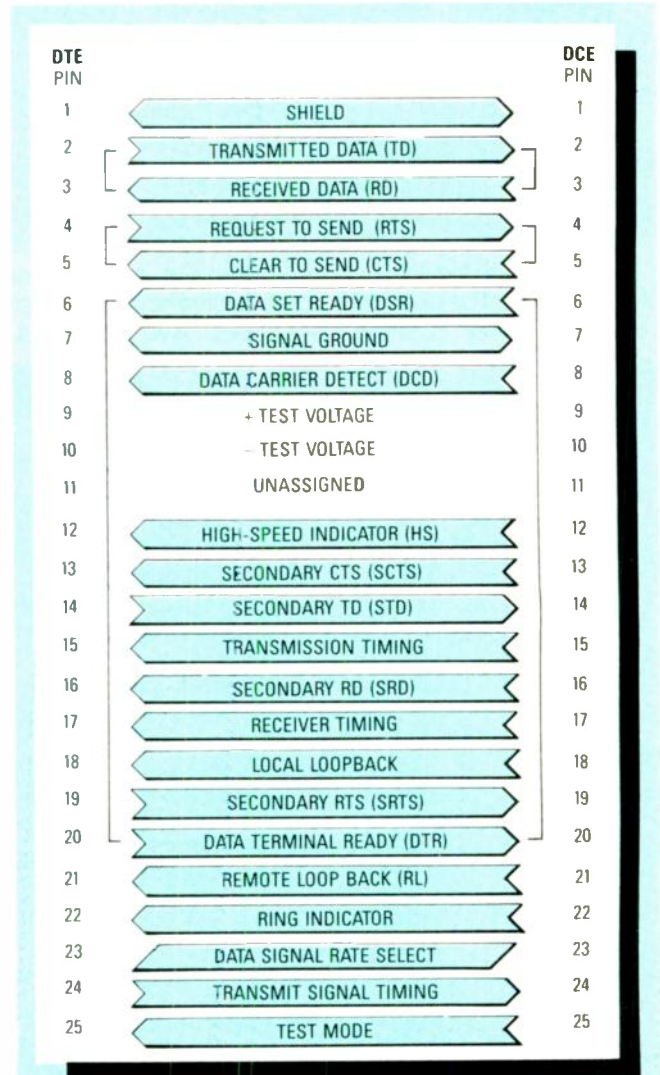 DTE DCE
PIN PIN
1 SHIELD 1
2 TRANSMITTED DATA (TD) 2
3 RECEIVED DATA (RD) 3
4 REQUEST TO SEND (RTS) 4
5 CLEAR TO SEND (CTS) 5
6 DATA SET READY (DSR) 6
7 SIGNAL GROUND 7
8 DATA CARRIER DETECT (DCD) 8
9 + TEST VOLTAGE 9
10 – TEST VOLTAGE 10
11 UNASSIGNED 11
12 HIGH-SPEED INDICATOR (HS) 12
13 SECONDARY CTS (SCTS) 13
14 SECONDARY TD (STD) 14
15 TRANSMISSION TIMING 15
16 SECONDARY RD (SRD) 16
17 RECEIVER TIMING 17
18 LOCAL LOOPBACK 18
19 SECONDARY RTS (SRTS) 19
20 DATA TERMINAL READY (DTR) 20
21 REMOTE LOOP BACK (RL) 21
22 RING INDICATOR 22
23 DATA SIGNAL RATE SELECT 23
24 TRANSMIT SIGNAL TIMING 24
25 TEST MODE 25